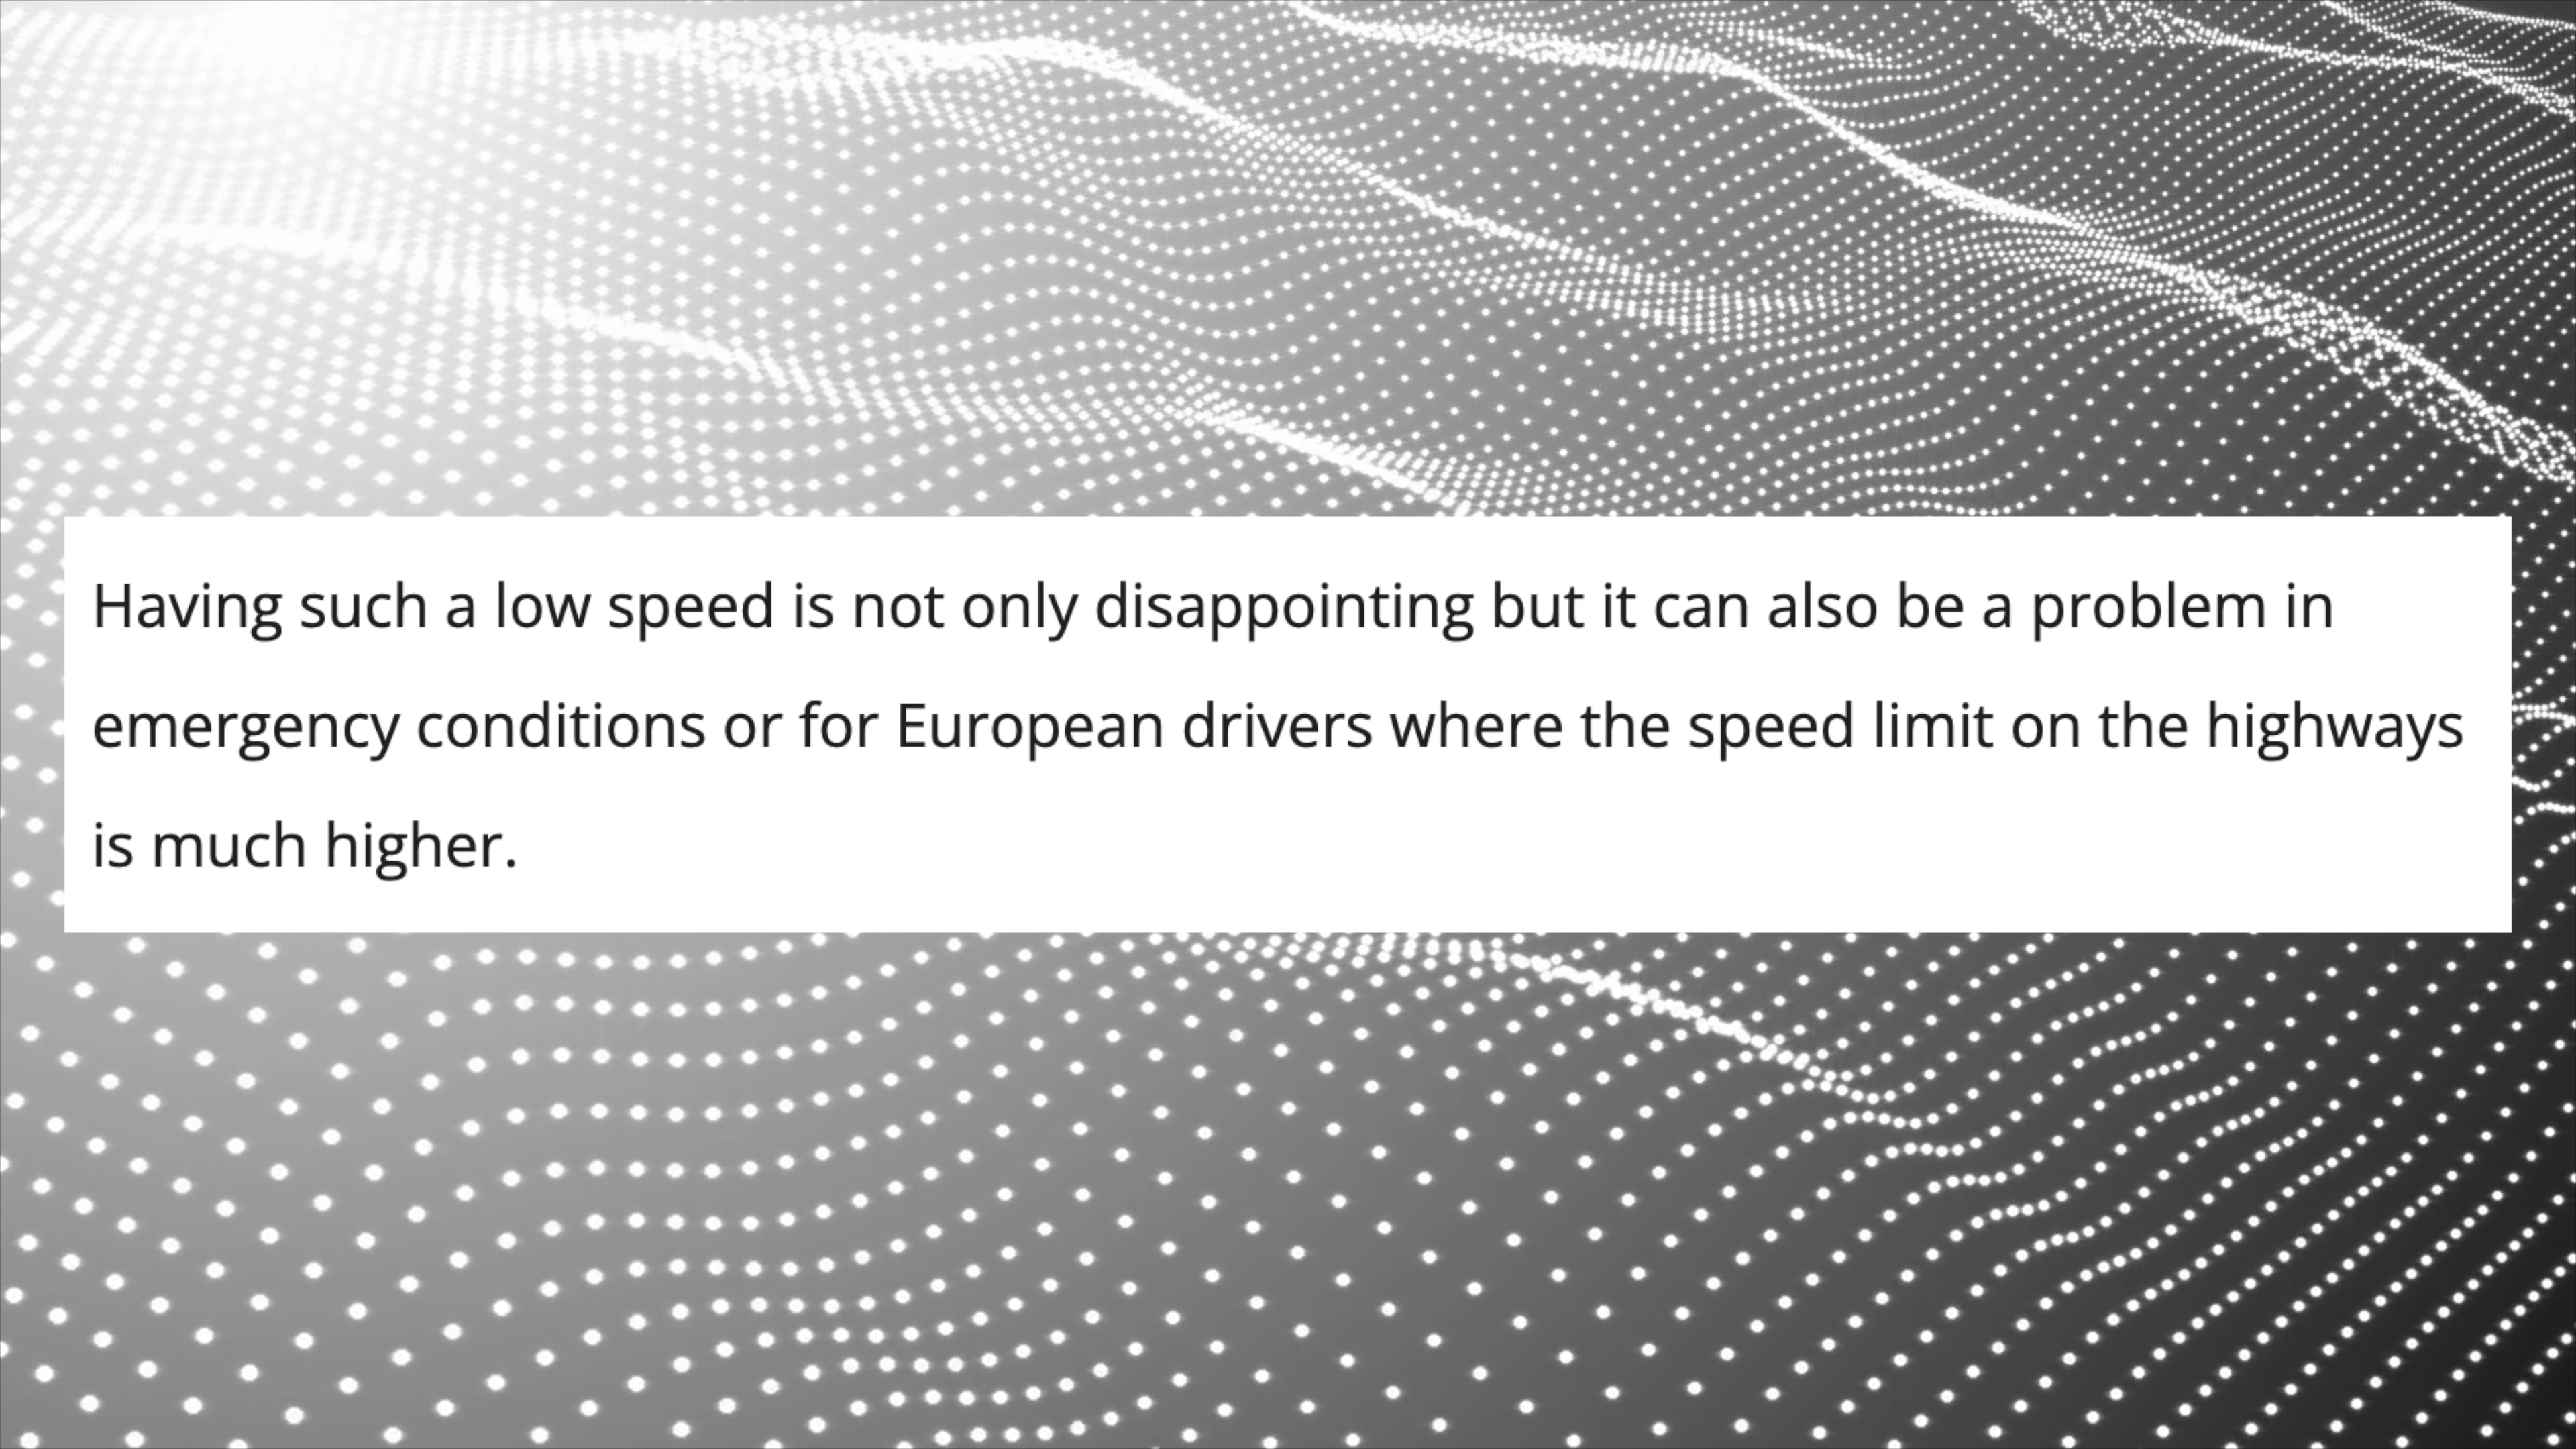 Having such a low speed is not only disappointing but it can also be a problem in
emergency conditions or for European drivers where the speed limit on the highways
is much higher.